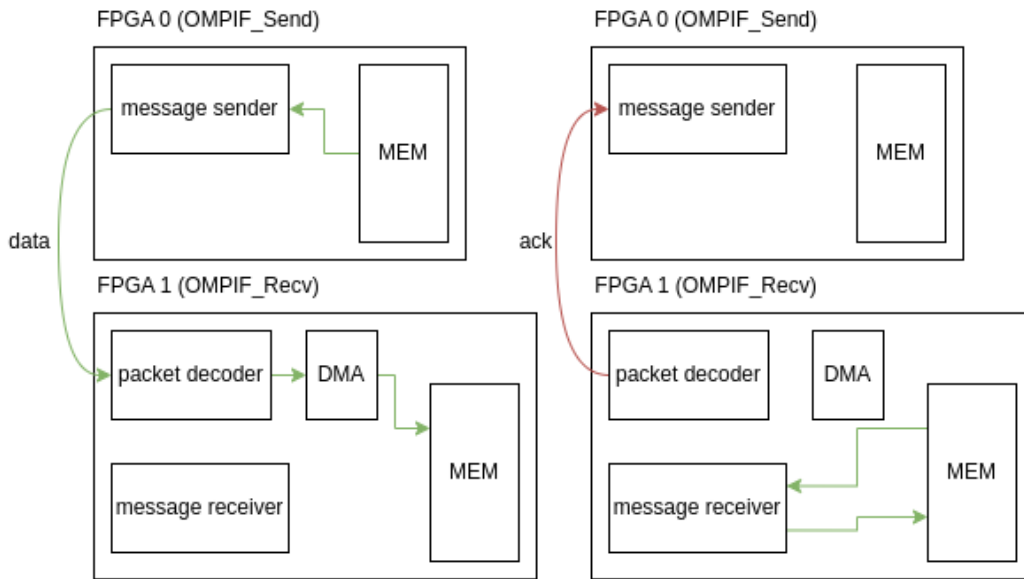 FPGA 0 (OMPIF_Send)
message sender
MEM
data
FPGA 1 (OMPIF_Recv)
packet decoder
DMA
MEM
message receiver
FPGA 0 (OMPIF_Send)
message sender
MEM
ack
FPGA 1 (OMPIF_Recv)
packet decoder
DMA
MEM
message receiver